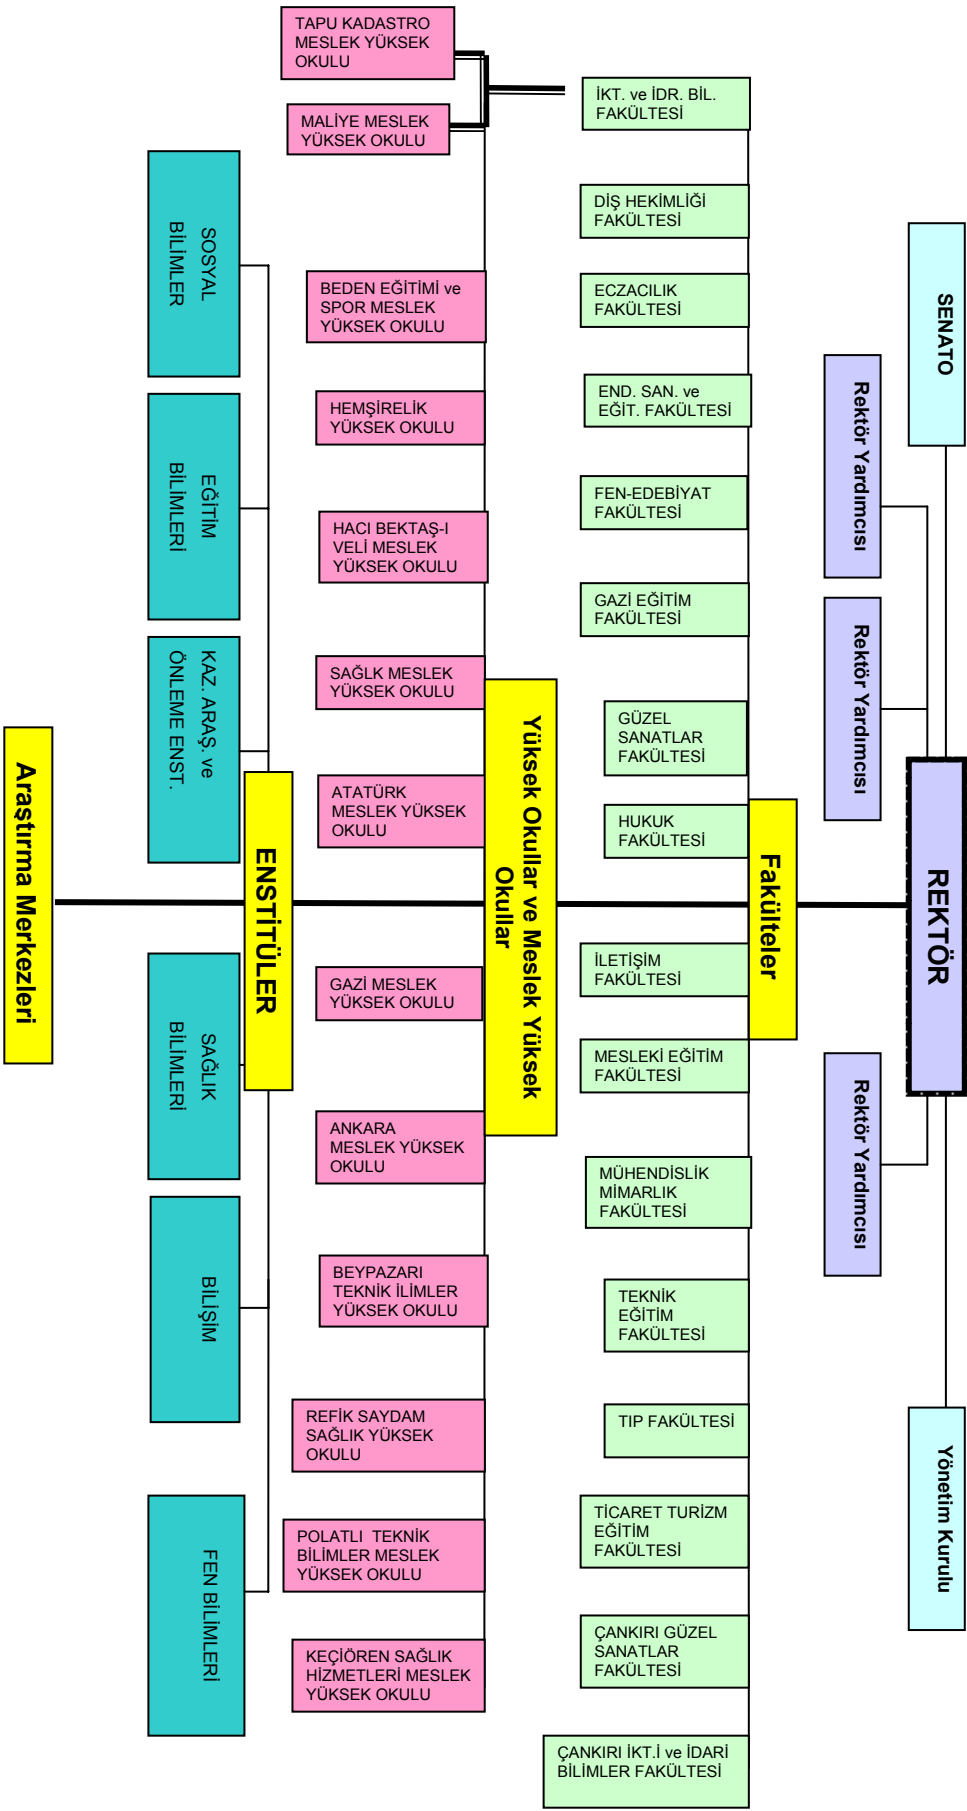 SENATO
REKTÖR
Yönetim Kurulu
Rektör Yardımcısı
Rektör Yardımcısı
Rektör Yardımcısı
Fakülteler
İKT. ve İDR. BİL.
FAKÜLTESİ
DİŞ HEKİMLİĞİ
FAKÜLTESİ
ECZACILIK
FAKÜLTESİ
END. SAN. ve
EĞİT. FAKÜLTESİ
FEN-EDEBİYAT
FAKÜLTESİ
GAZİ EĞİTİM
FAKÜLTESİ
GÜZEL
SANATLAR
FAKÜLTESİ
HUKUK
FAKÜLTESİ
İLETİŞİM
FAKÜLTESİ
MESLEKİ EĞİTİM
FAKÜLTESİ
MÜHENDİSLİK
MİMARLIK
FAKÜLTESİ
TEKNİK
EĞİTİM
FAKÜLTESİ
TIP FAKÜLTESİ
TİCARET TURİZM
EĞİTİM
FAKÜLTESİ
ÇANKIRI GÜZEL
SANATLAR
FAKÜLTESİ
ÇANKIRI İKT.İ ve İDARİ
BİLİMLER FAKÜLTESİ
Yüksek Okullar ve Meslek Yüksek
Okullar
TAPU KADASTRO
MESLEK YÜKSEK
OKULU
MALİYE MESLEK
YÜKSEK OKULU
BEDEN EĞİTİMİ ve
SPOR MESLEK
YÜKSEK OKULU
HEMŞİRELİK
YÜKSEK OKULU
HACI BEKTAŞ-I
VELİ MESLEK
YÜKSEK OKULU
SAĞLK MESLEK
YÜKSEK OKULU
ATATÜRK
MESLEK YÜKSEK
OKULU
GAZİ MESLEK
YÜKSEK OKULU
ANKARA
MESLEK YÜKSEK
OKULU
BEYPAZARI
TEKNİK İLİMLER
YÜKSEK OKULU
REFİK SAYDAM
SAĞLIK YÜKSEK
OKULU
POLATLI TEKNİK
BİLİMLER MESLEK
YÜKSEK OKULU
KEÇİÖREN SAĞLIK
HİZMETLERİ MESLEK
YÜKSEK OKULU
ENSTİTÜLER
SOSYAL
BİLİMLER
EĞİTİM
BİLİMLERİ
KAZ. ARAŞ. ve
ÖNLEME ENST.
SAĞLIK
BİLİMLERİ
BİLİŞİM
FEN BİLİMLERİ
Araştırma Merkezleri